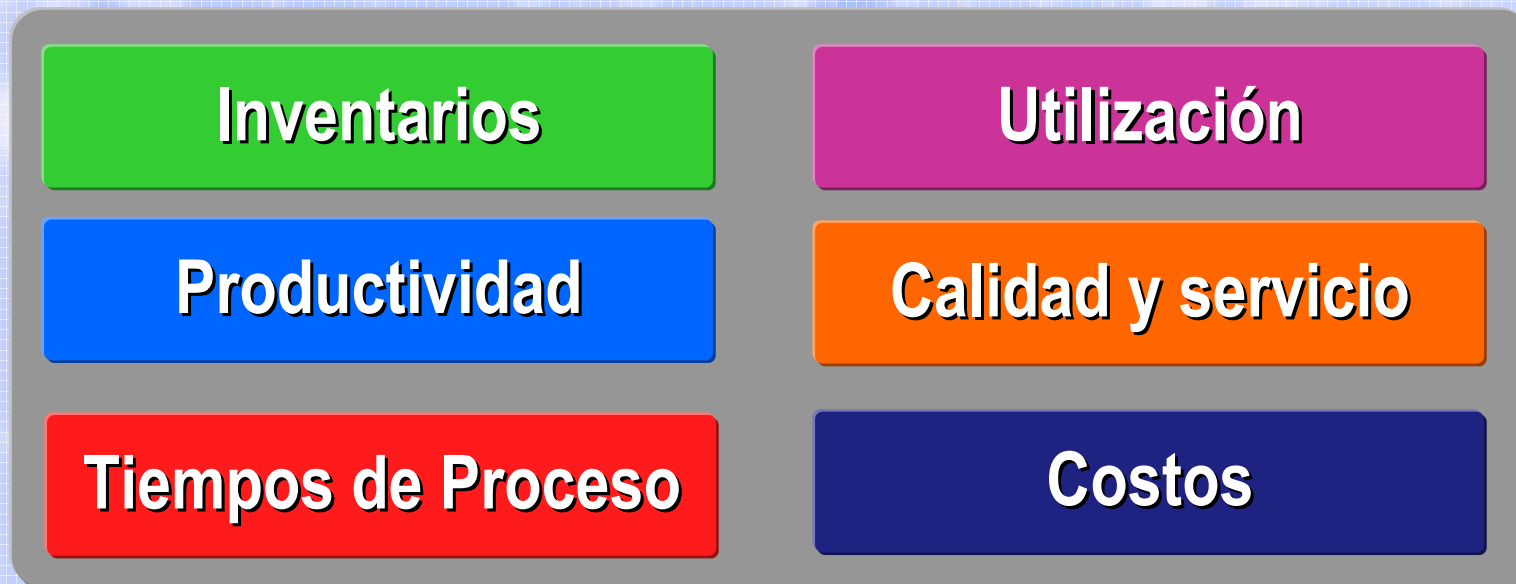 Inventarios
Utilización
Productividad
Calidad y servicio
Tiempos de Proceso
Costos